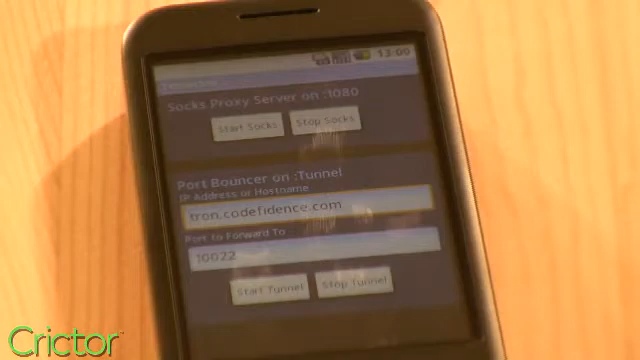 13:00
Socks Proxy Server on :1080
Start Socks Stop Socks
Port Bouncer on :Tunnel
IP Address or Hostname
tron.codefidence.com
Port to Forward To
10022
Start Tunnel Stop Tunnel
Crictor